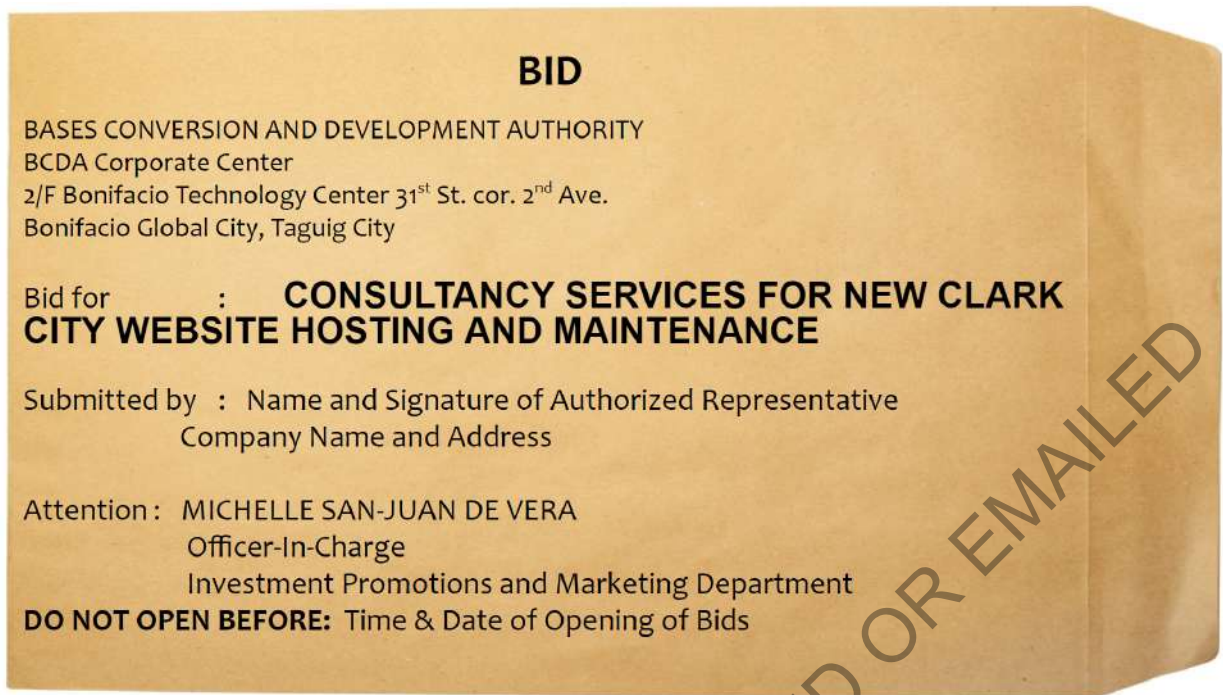 BID
BASES CONVERSION AND DEVELOPMENT AUTHORITY
BCDA Corporate Center
2/F Bonifacio Technology Center 31st St. cor. 2nd Ave.
Bonifacio Global City, Taguig City
Bid for : CONSULTANCY SERVICES FOR NEW CLARK
CITY WEBSITE HOSTING AND MAINTENANCE
Submitted by : Name and Signature of Authorized Representative
Company Name and Address
Attention : MICHELLE SAN-JUAN DE VERA
Officer-In-Charge
Investment Promotions and Marketing Department
DO NOT OPEN BEFORE: Time & Date of Opening of Bids
OR EMAILED